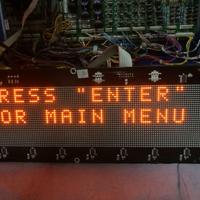 RESS "ENTER"
OR MAIN MENU